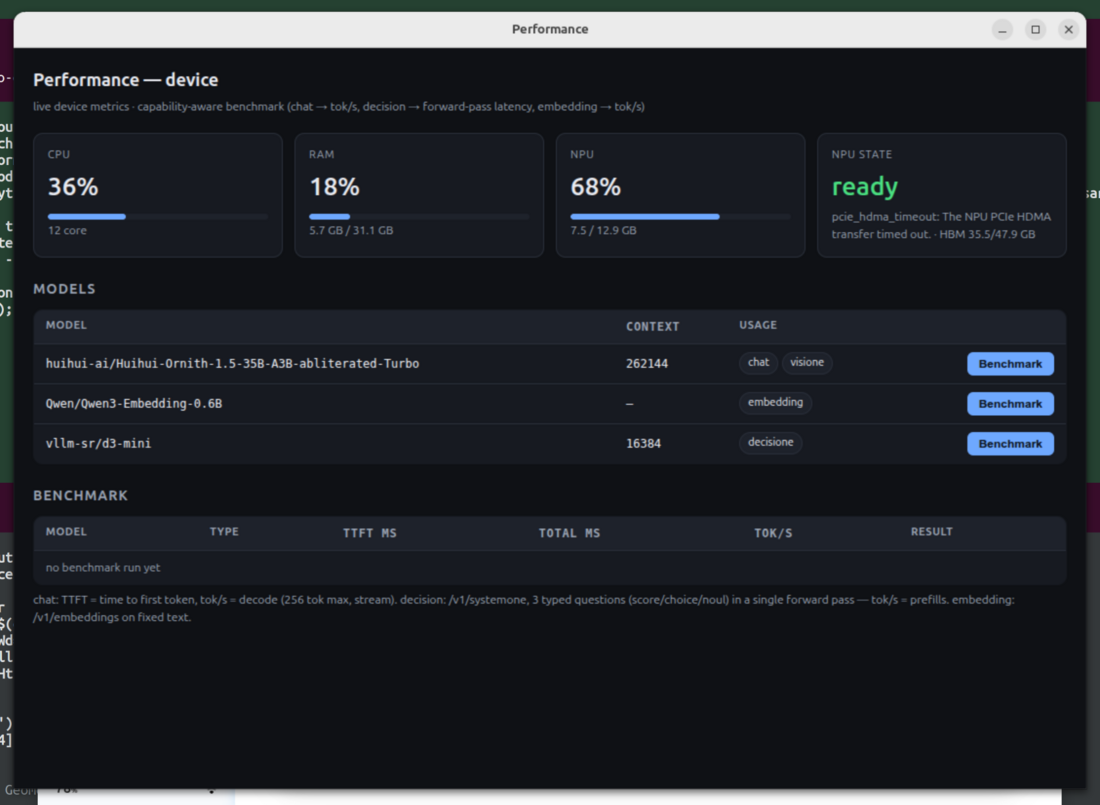 Performance
Performance — device
live device metrics · capability-aware benchmark (chat → tok/s, decision → forward-pass latency, embedding → tok/s)
CPU
36%
12 core
RAM
18%
5.7 GB / 31.1 GB
NPU
68%
7.5 / 12.9 GB
NPU STATE
ready
pcie_hdma_timeout: The NPU PCIe HDMA
transfer timed out. · HBM 35.5/47.9 GB
MODELS
MODEL CONTEXT USAGE
huihui-ai/Huihui-Ornith-1.5-35B-A3B-abliterated-Turbo 262144 chat visione Benchmark
Qwen/Qwen3-Embedding-0.6B — embedding Benchmark
vllm-sr/d3-mini 16384 decisione Benchmark
BENCHMARK
MODEL TYPE TTFT MS TOTAL MS TOK/S RESULT
no benchmark run yet
chat: TTFT = time to first token, tok/s = decode (256 tok max, stream). decision: /v1/systemone, 3 typed questions (score/choice/noul) in a single forward pass — tok/s = prefills. embedding:
/v1/embeddings on fixed text.